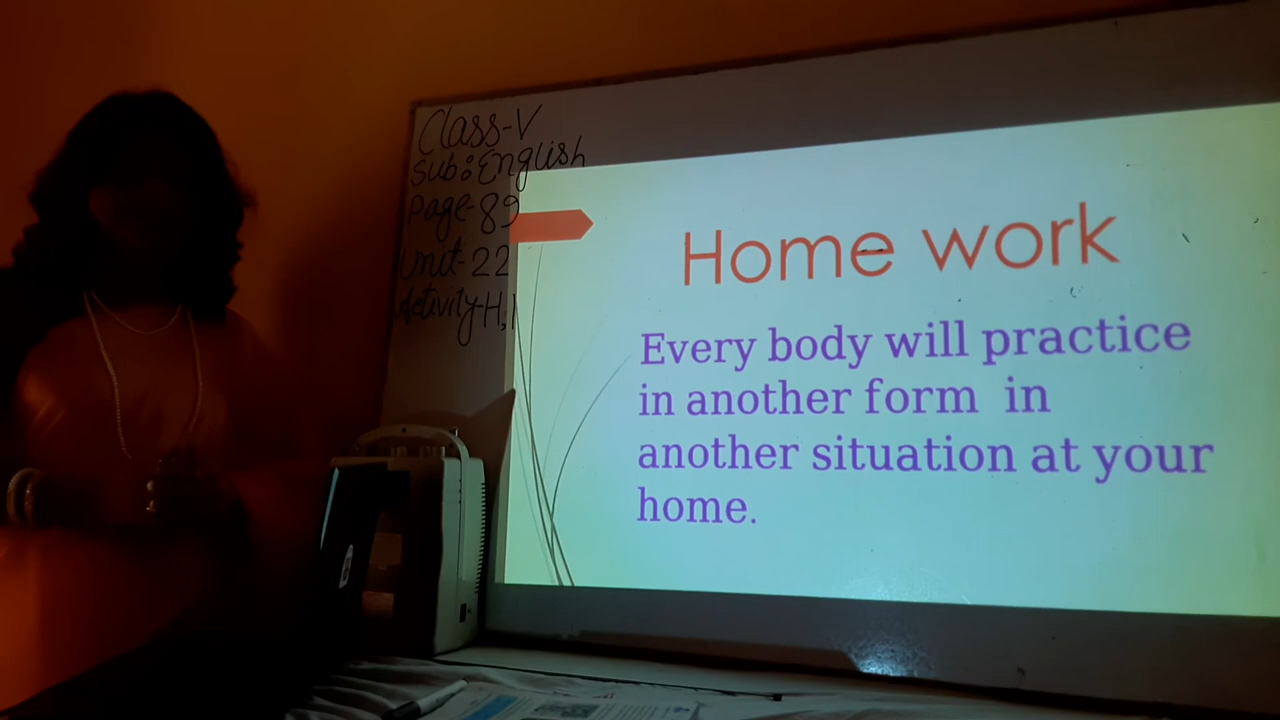 Class-V
Sub: English
Page-89
Unit-22
Activity-H,I
Home work
Every body will practice
in another form in
another situation at your
home.